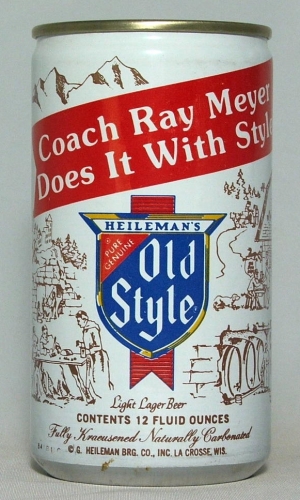 Coach Ray Meyer
Does It With Style
HEILEMAN'S
PURE
GENUINE
Old
Style
Light Lager Beer
CONTENTS 12 FLUID OUNCES
Fully Kraeusened · Naturally Carbonated
© G. HEILEMAN BRG. CO., INC. LA CROSSE, WIS.